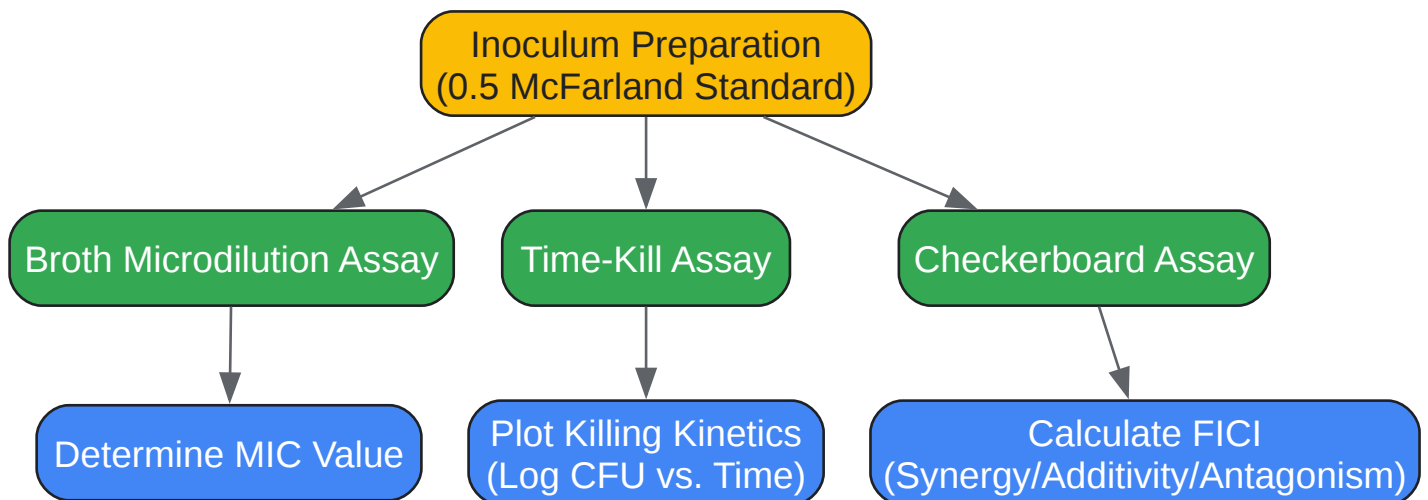 Inoculum Preparation
(0.5 McFarland Standard)
Broth Microdilution Assay
Time-Kill Assay
Checkerboard Assay
Determine MIC Value
Plot Killing Kinetics
(Log CFU vs. Time)
Calculate FICI
(Synergy/Additivity/Antagonism)